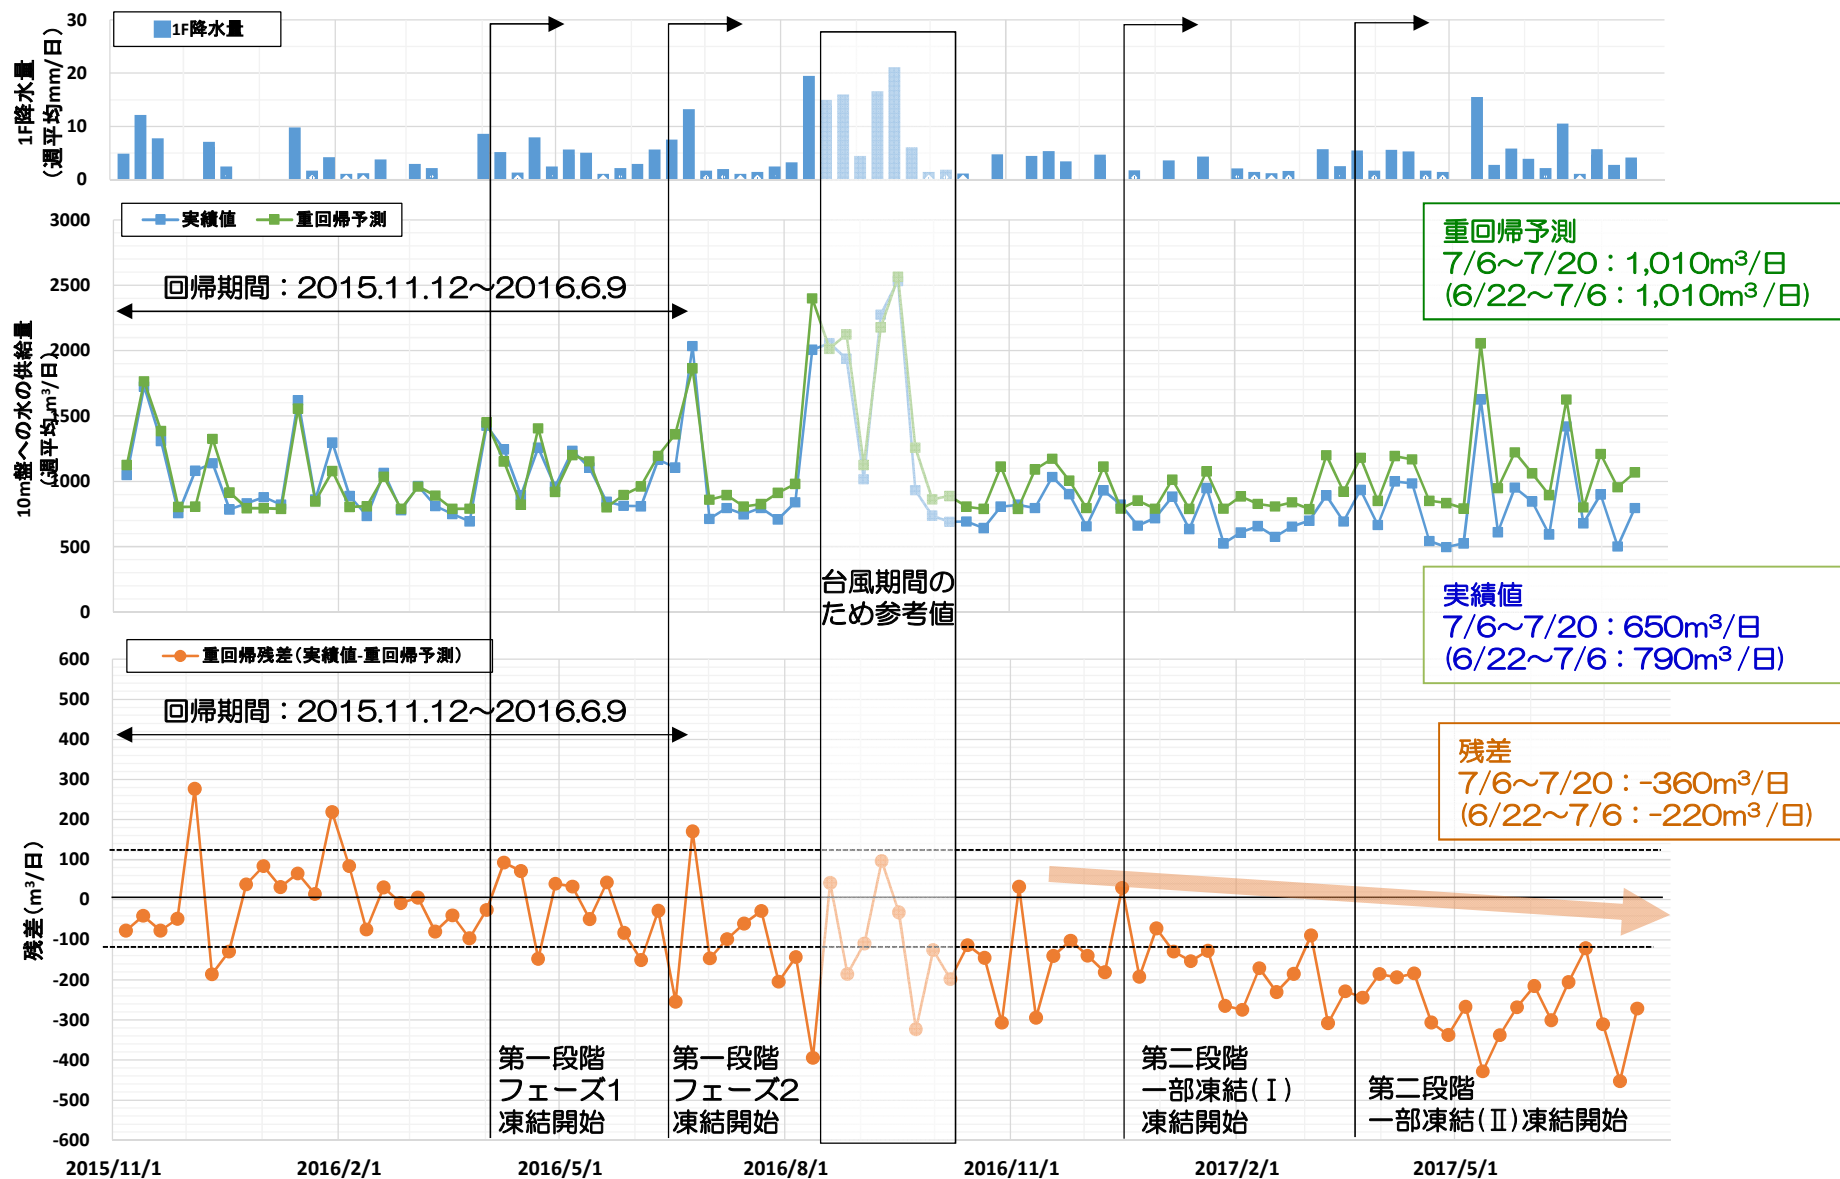 1F降水量
(週平均mm/日)
30
20
10
0
1F降水量
10m盤への水の供給量
(週平均、m³/日)
3000
2500
2000
1500
1000
500
0
実績値 重回帰予測
回帰期間：2015.11.12～2016.6.9
台風期間の
ため参考値
重回帰予測
7/6～7/20：1,010m³/日
(6/22～7/6：1,010m³/日)
実績値
7/6～7/20：650m³/日
(6/22～7/6：790m³/日)
残差(m³/日)
600
500
400
300
200
100
0
-100
-200
-300
-400
-500
-600
重回帰残差(実績値-重回帰予測)
回帰期間：2015.11.12～2016.6.9
残差
7/6～7/20：-360m³/日
(6/22～7/6：-220m³/日)
第一段階
フェーズ1
凍結開始
第一段階
フェーズ2
凍結開始
第二段階
一部凍結(Ⅰ)
凍結開始
第二段階
一部凍結(Ⅱ)凍結開始
2015/11/1 2016/2/1 2016/5/1 2016/8/1 2016/11/1 2017/2/1 2017/5/1